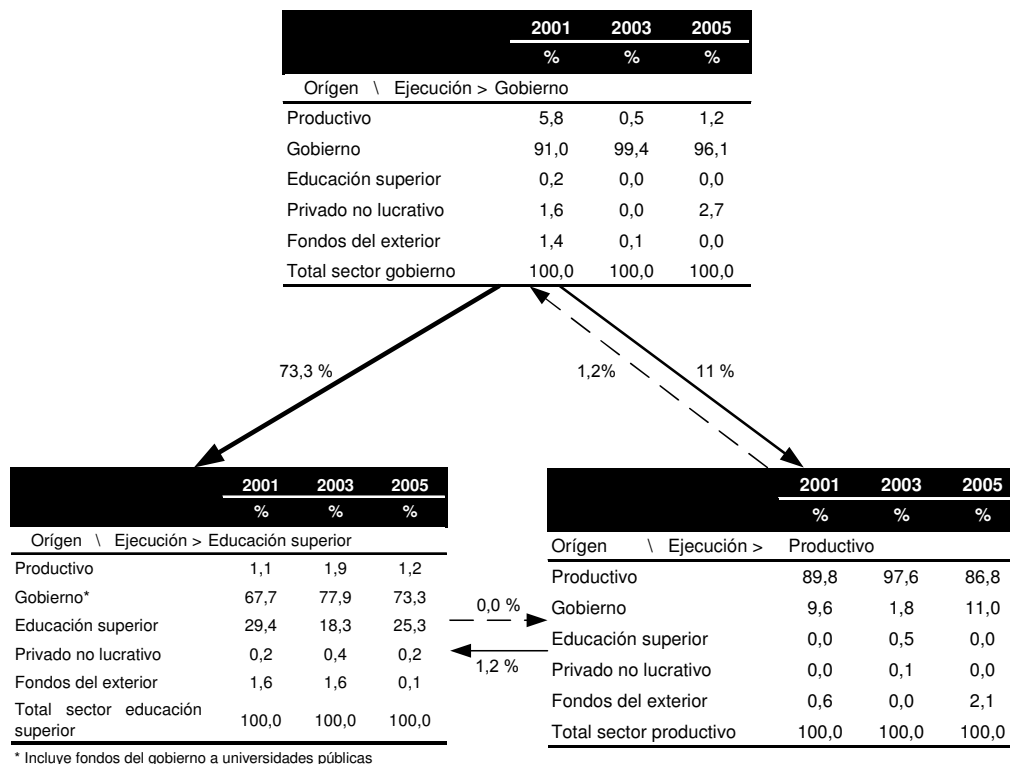 2001 2003 2005
% % %
Orígen \ Ejecución > Gobierno
Productivo 5,8 0,5 1,2
Gobierno 91,0 99,4 96,1
Educación superior 0,2 0,0 0,0
Privado no lucrativo 1,6 0,0 2,7
Fondos del exterior 1,4 0,1 0,0
Total sector gobierno 100,0 100,0 100,0
73,3 %
1,2%
11 %
2001 2003 2005
% % %
Orígen \ Ejecución > Educación superior
Productivo 1,1 1,9 1,2
Gobierno* 67,7 77,9 73,3
Educación superior 29,4 18,3 25,3
Privado no lucrativo 0,2 0,4 0,2
Fondos del exterior 1,6 1,6 0,1
Total sector educación
superior 100,0 100,0 100,0
* Incluye fondos del gobierno a universidades públicas
0,0 %
1,2 %
2001 2003 2005
% % %
Orígen \ Ejecución > Productivo
Productivo 89,8 97,6 86,8
Gobierno 9,6 1,8 11,0
Educación superior 0,0 0,5 0,0
Privado no lucrativo 0,0 0,1 0,0
Fondos del exterior 0,6 0,0 2,1
Total sector productivo 100,0 100,0 100,0